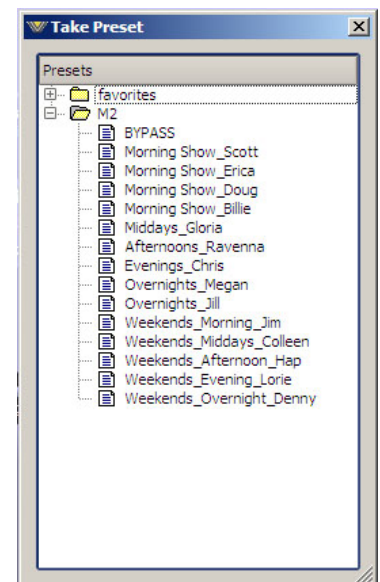 Take Preset
Presets
favorites
M2
BYPASS
Morning Show_Scott
Morning Show_Erica
Morning Show_Doug
Morning Show_Billie
Middays_Gloria
Afternoons_Ravenna
Evenings_Chris
Overnights_Megan
Overnights_Jill
Weekends_Morning_Jim
Weekends_Middays_Colleen
Weekends_Afternoon_Hap
Weekends_Evening_Lorie
Weekends_Overnight_Denny